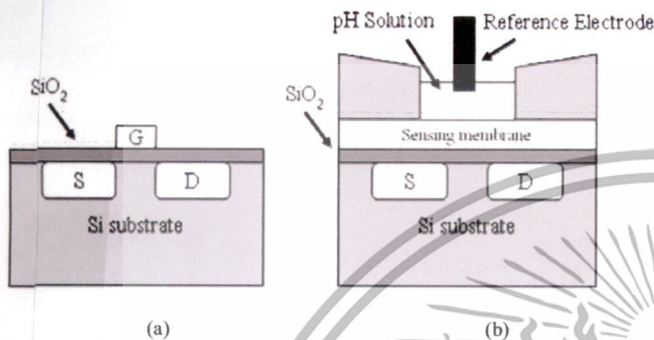 SiO2
G
S
D
Si substrate
(a)
pH Solution
Reference Electrode
SiO2
Sensing membrane
S
D
Si substrate
(b)